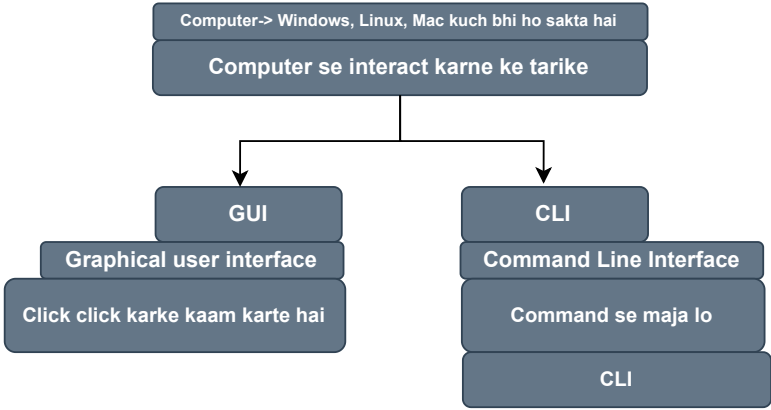 Computer-> Windows, Linux, Mac kuch bhi ho sakta hai
Computer se interact karne ke tarike
GUI
Graphical user interface
Click click karke kaam karte hai
CLI
Command Line Interface
Command se maja lo
CLI